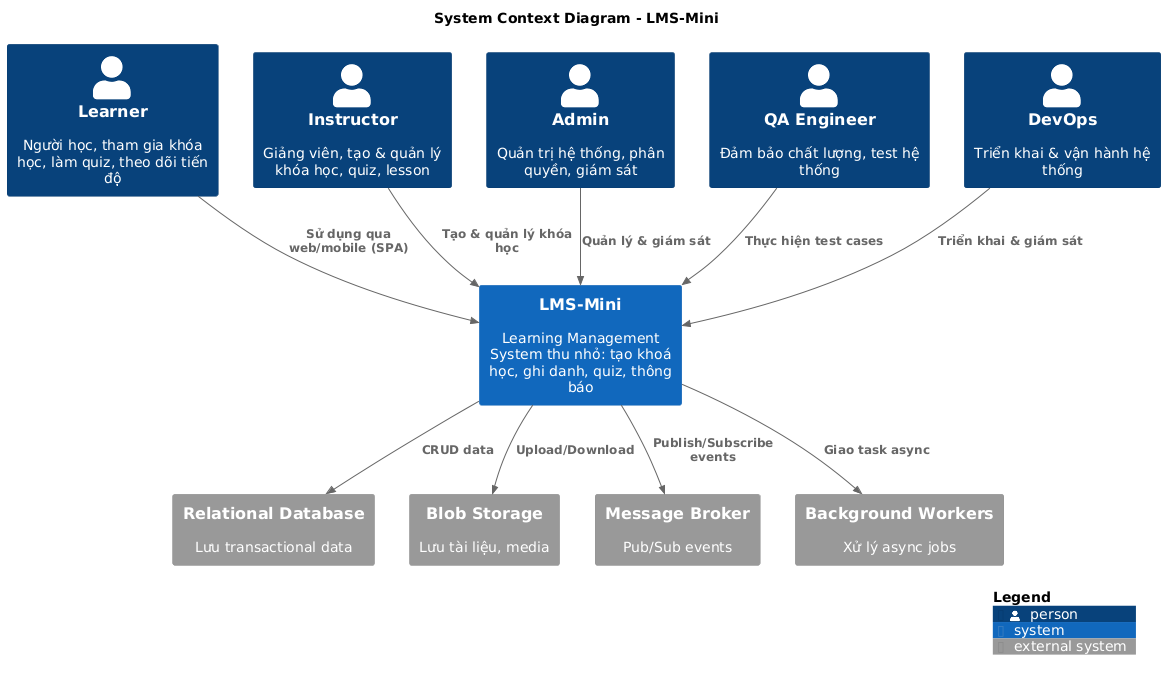 System Context Diagram - LMS-Mini
Learner
Người học, tham gia khóa
học, làm quiz, theo dõi tiến
độ
Instructor
Giảng viên, tạo & quản lý
khóa học, quiz, lesson
Admin
Quản trị hệ thống, phân
quyền, giám sát
QA Engineer
Đảm bảo chất lượng, test hệ
thống
DevOps
Triển khai & vận hành hệ
thống
Sử dụng qua
web/mobile (SPA)
Tạo & quản lý khóa
học
Quản lý & giám sát
Thực hiện test cases
Triển khai & giám sát
LMS-Mini
Learning Management
System thu nhỏ: tạo khoá
học, ghi danh, quiz, thông
báo
CRUD data
Upload/Download
Publish/Subscribe
events
Giao task async
Relational Database
Lưu transactional data
Blob Storage
Lưu tài liệu, media
Message Broker
Pub/Sub events
Background Workers
Xử lý async jobs
Legend
person
system
external system